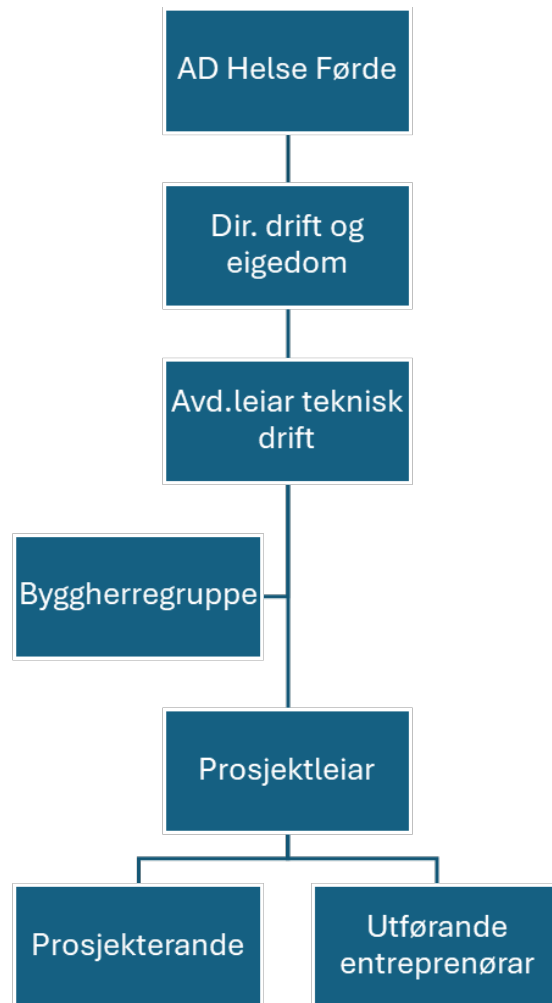 AD Helse Førde
Dir. drift og
eigedom
Avd.leiar teknisk
drift
Byggherregruppe
Prosjektleiar
Prosjekterande
Utførande
entreprenørar